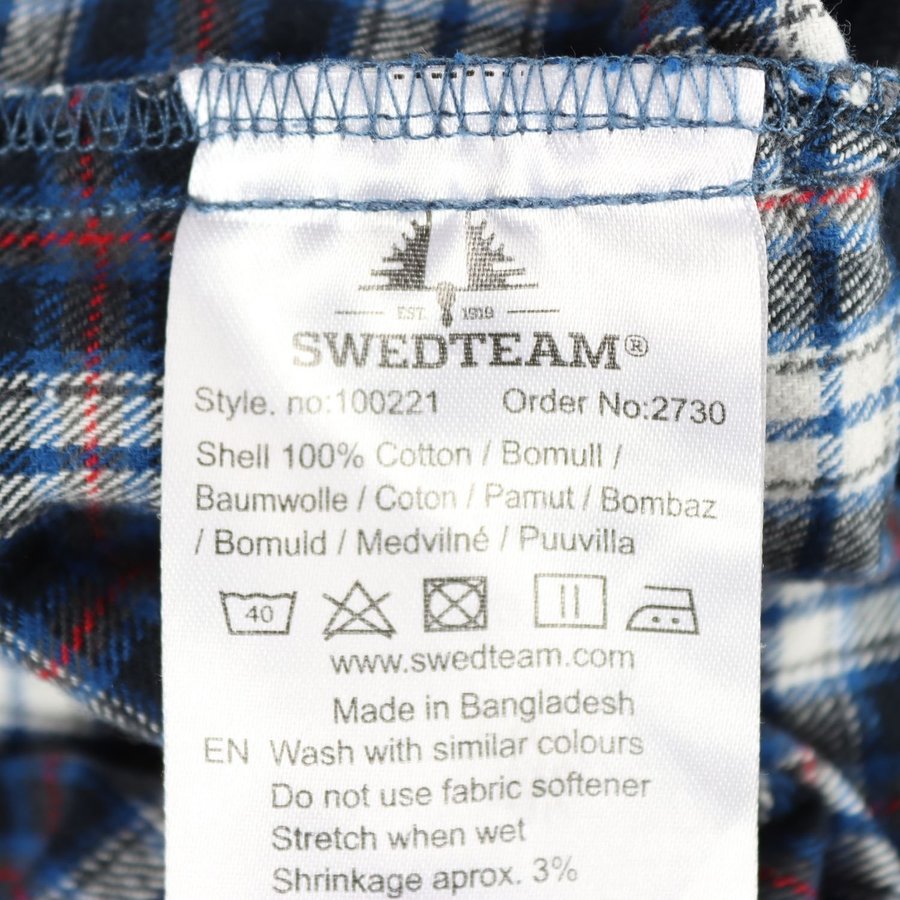 EST. 1919
SWEDTEAM®
Style. no:100221 Order No:2730
Shell 100% Cotton / Bomull /
Baumwolle / Coton / Pamut / Bombaz
/ Bomuld / Medvilné / Puuvilla
40
www.swedteam.com
Made in Bangladesh
EN Wash with similar colours
Do not use fabric softener
Stretch when wet
Shrinkage aprox. 3%